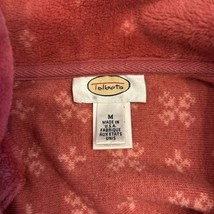 Talbots
M
MADE IN
U.S.A.
FABRIQUE
AUX ETATS
UNIS